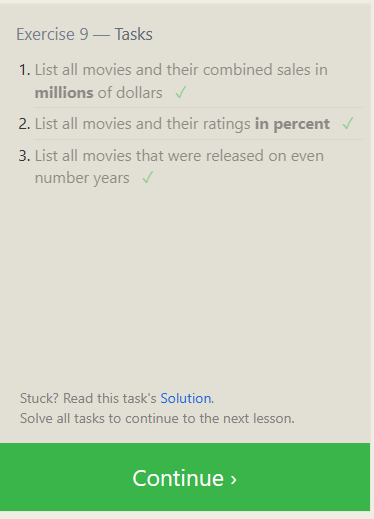 Exercise 9 — Tasks
1. List all movies and their combined sales in
millions of dollars ✓
2. List all movies and their ratings in percent ✓
3. List all movies that were released on even
number years ✓
Stuck? Read this task's Solution.
Solve all tasks to continue to the next lesson.
Continue ›